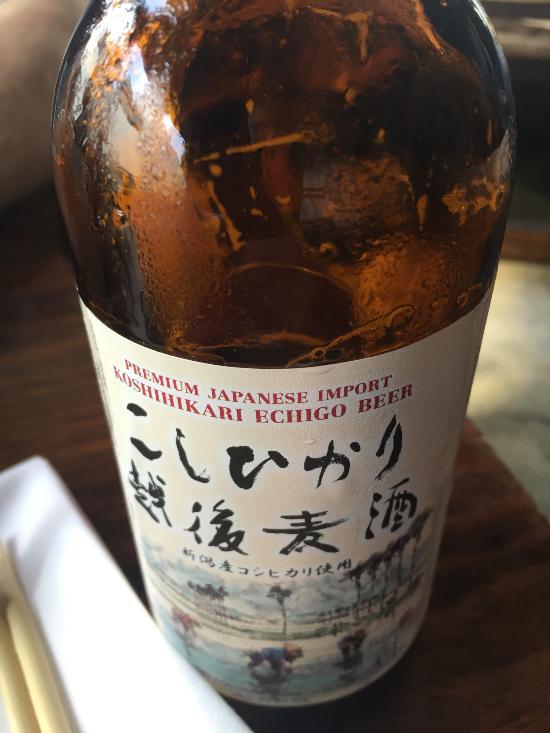 PREMIUM JAPANESE IMPORT
KOSHIHIKARI ECHIGO BEER
こしひかり
越後麦酒
新潟産コシヒカリ使用